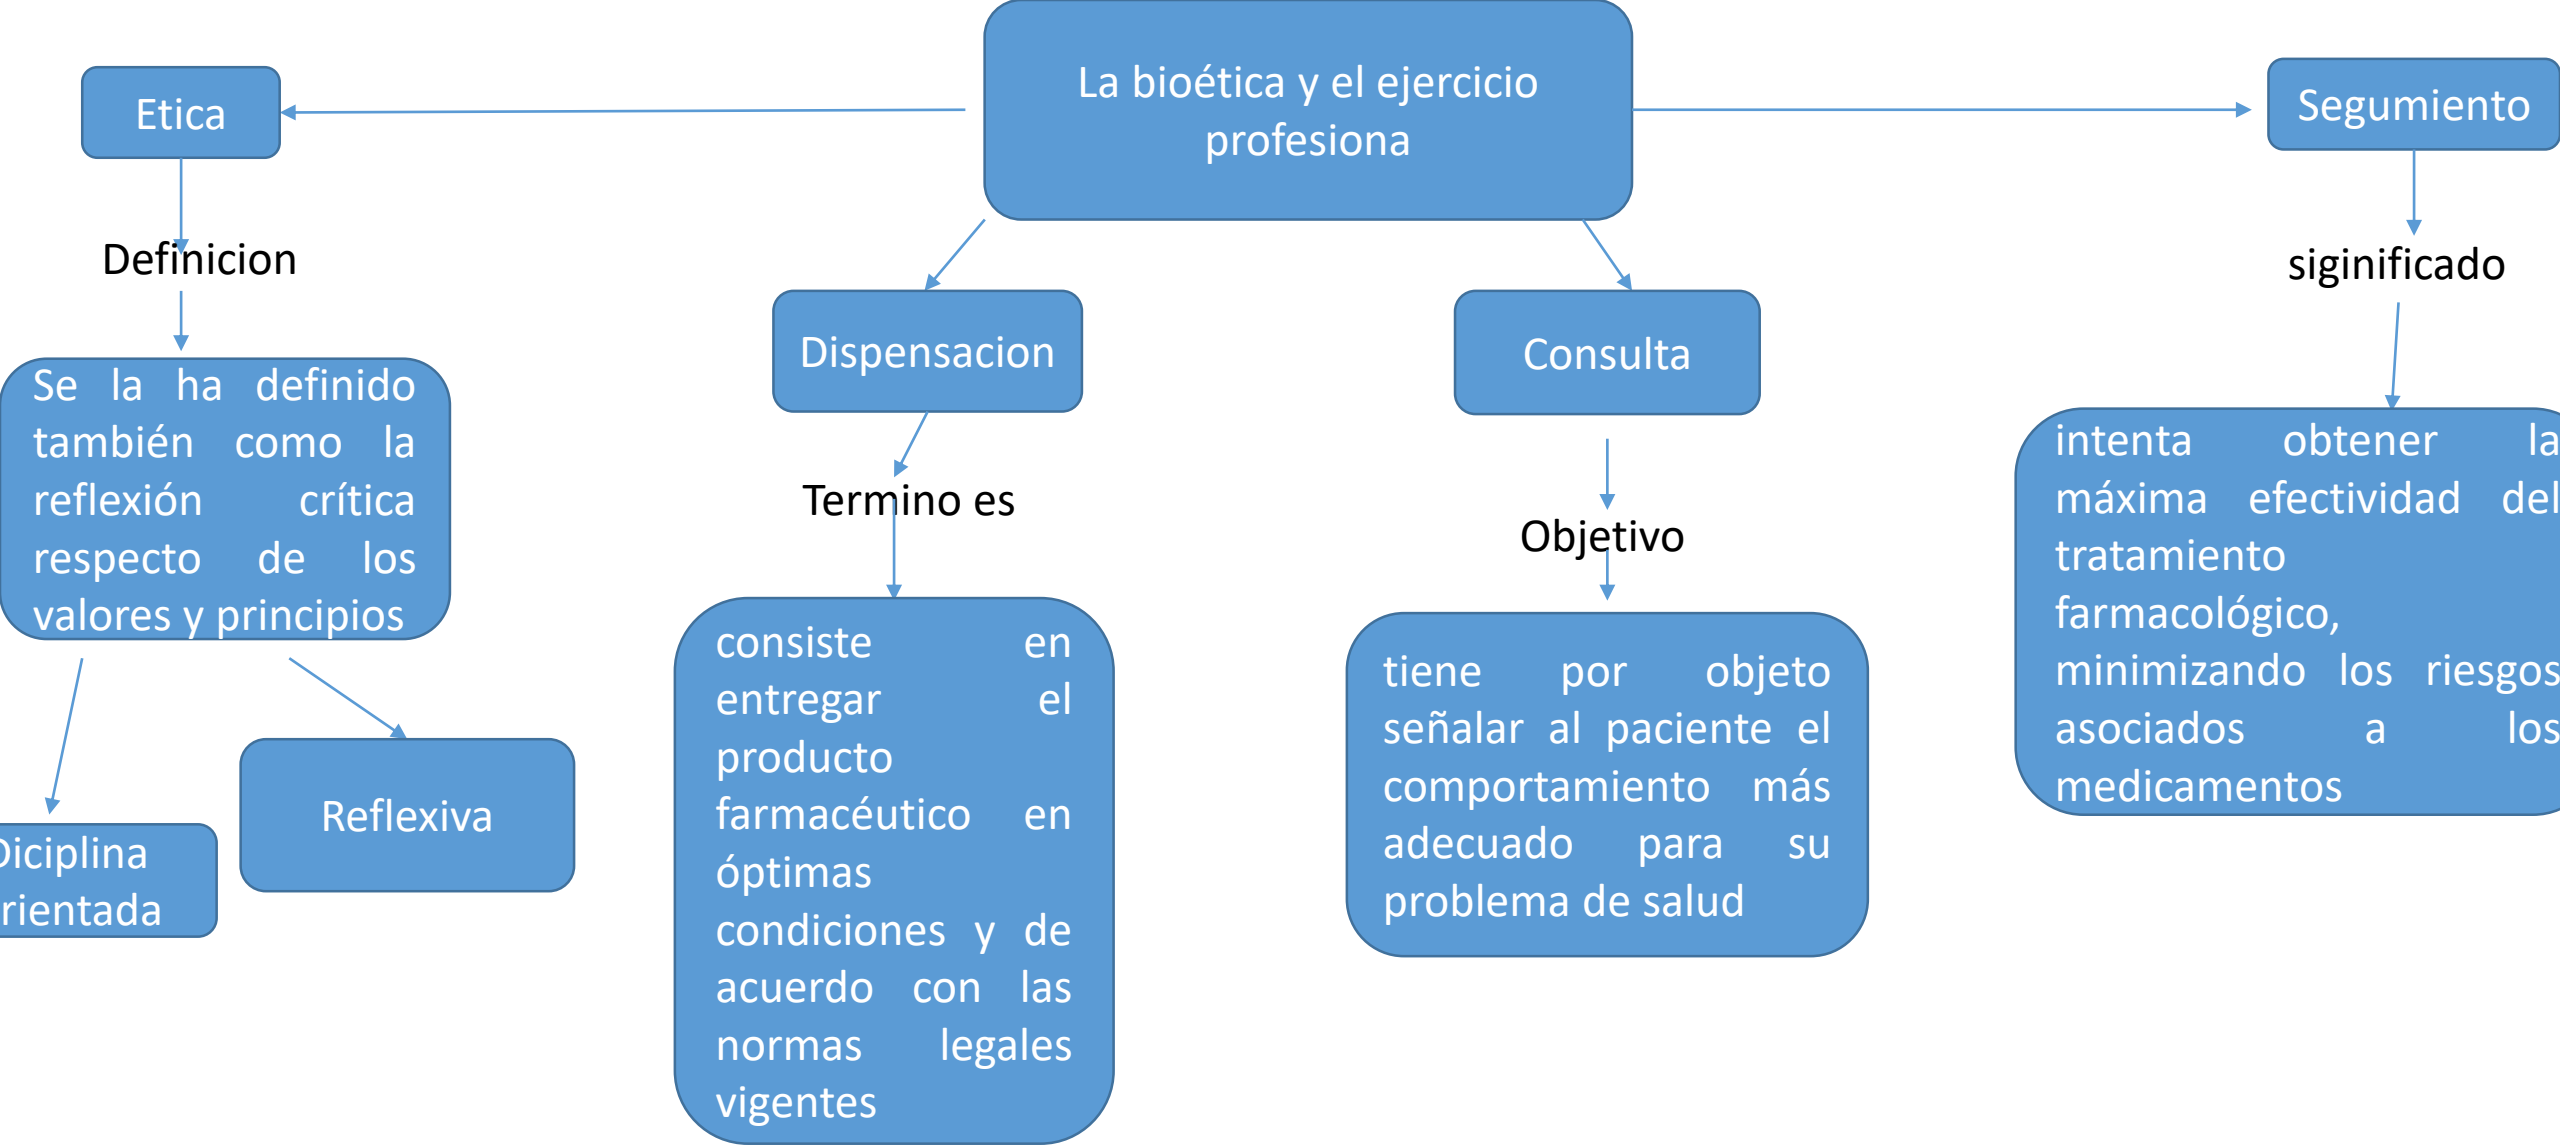 La bioética y el ejercicio
profesiona
Etica
Definicion
Se la ha definido
también como la
reflexión crítica
respecto de los
valores y principios
Diciplina
rientada
Reflexiva
Dispensacion
Termino es
consiste en
entregar el
producto
farmacéutico en
óptimas
condiciones y de
acuerdo con las
normas legales
vigentes
Consulta
Objetivo
tiene por objeto
señalar al paciente el
comportamiento más
adecuado para su
problema de salud
Segumiento
siginificado
intenta obtener la
máxima efectividad del
tratamiento
farmacológico,
minimizando los riesgos
asociados a los
medicamentos